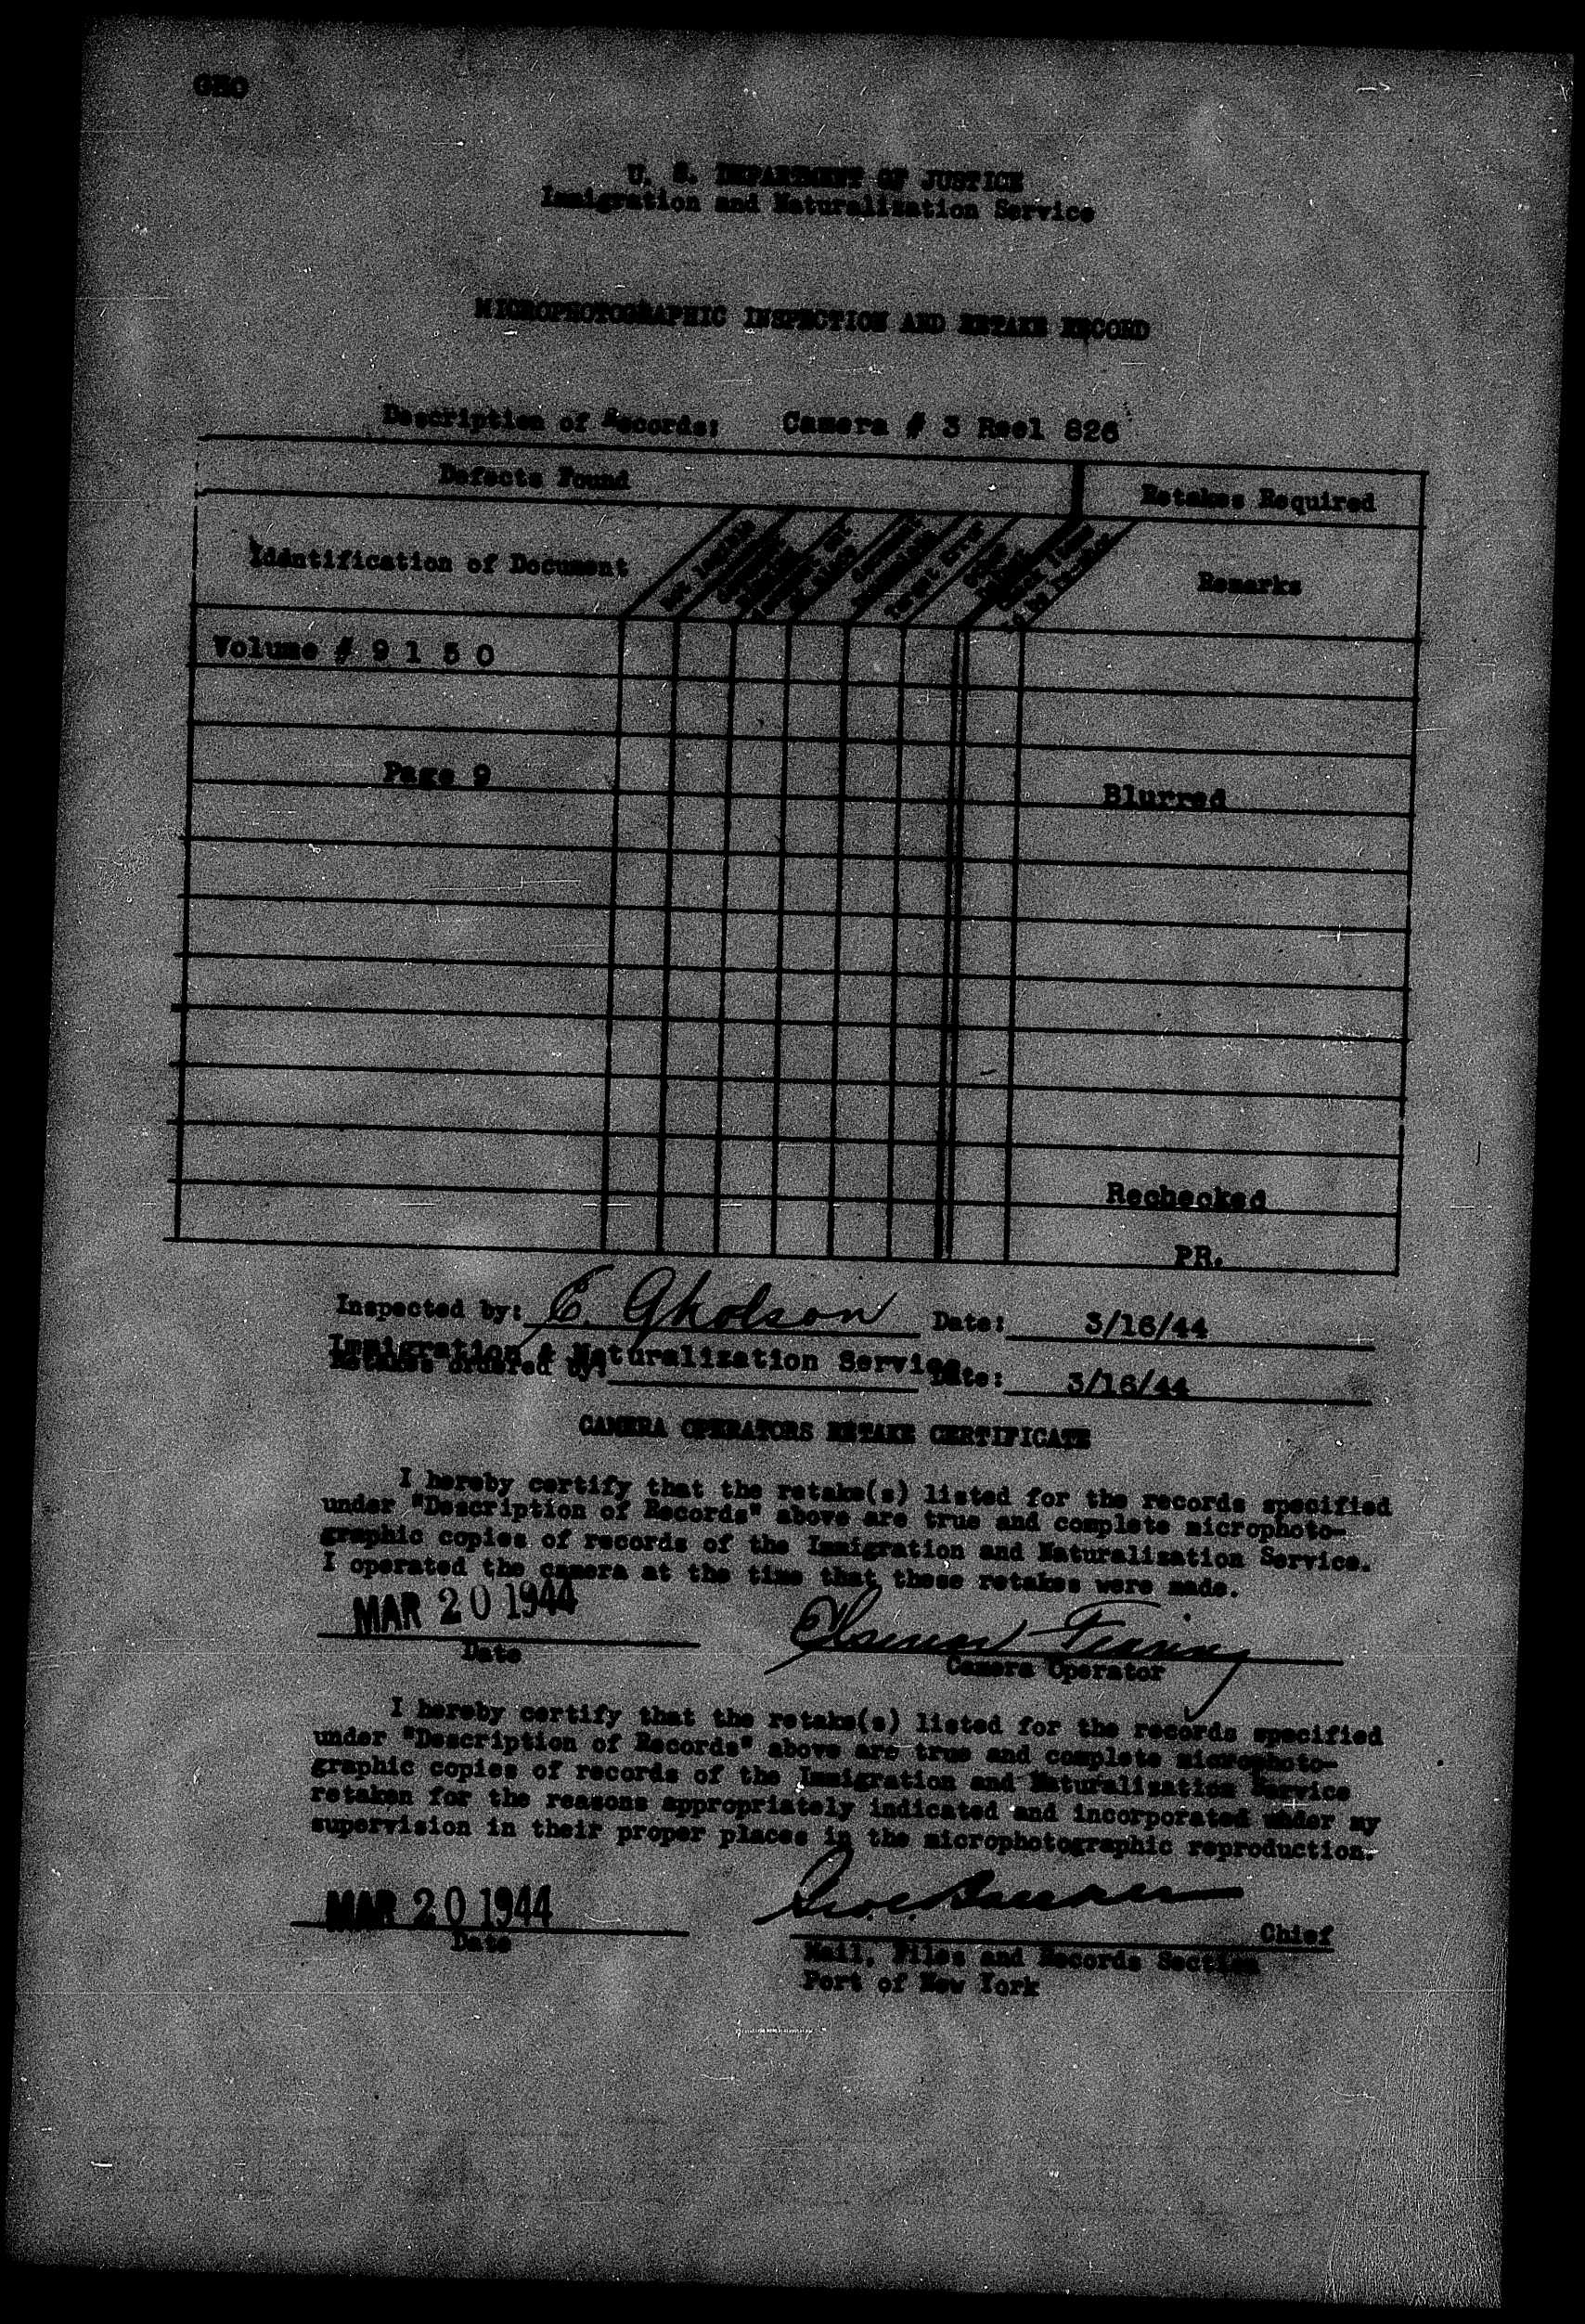 GEO
U. S. DEPARTMENT OF JUSTICE
Immigration and Naturalization Service
MICROPHOTOGRAPHIC INSPECTION AND RETAKE RECORD
Description of Records: Camera # 3 Reel 826
Defects Found
Retakes Required
Identification of Document
Remarks
Volume # 9 1 5 0
Page 9
Blurred
Rechecked
PR.
Inspected by: E. Gholson Date: 3/16/44
Immigration & Naturalization Service
Retakes ordered by: Date: 3/16/44
CAMERA OPERATORS RETAKE CERTIFICATE
I hereby certify that the retake(s) listed for the records specified
under "Description of Records" above are true and complete microphoto-
graphic copies of records of the Immigration and Naturalization Service.
I operated the camera at the time that these retakes were made.
MAR 20 1944
Date
Camera Operator
I hereby certify that the retake(s) listed for the records specified
under "Description of Records" above are true and complete microphoto-
graphic copies of records of the Immigration and Naturalization Service
retaken for the reasons appropriately indicated and incorporated under my
supervision in their proper places in the microphotographic reproduction.
MAR 20 1944
Date
Chief
Mail, Files and Records Section
Port of New York